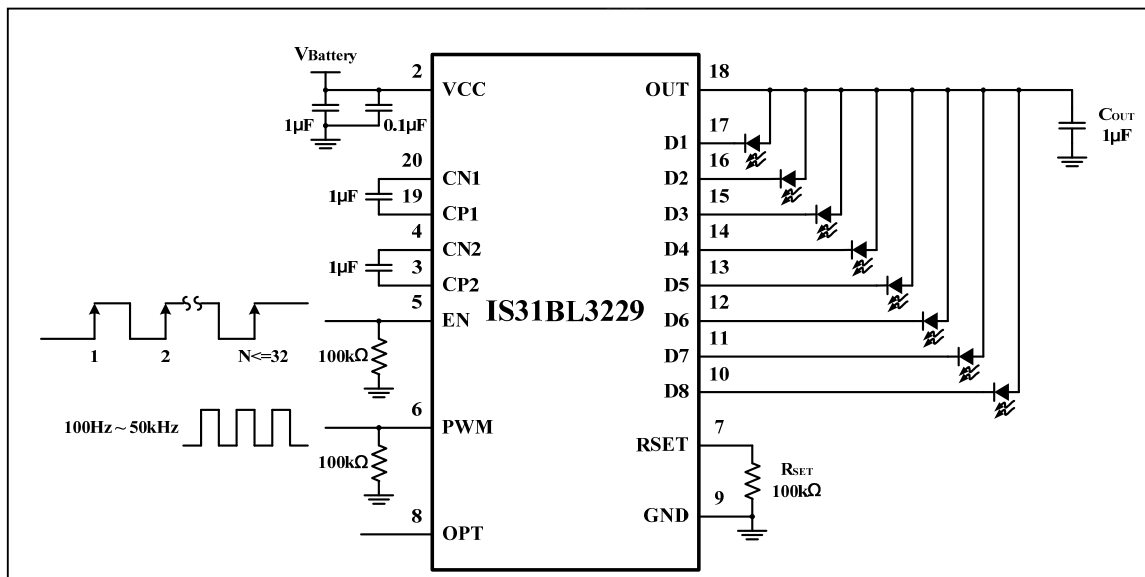 VBattery
2
VCC
1μF
0.1μF
20
CN1
1μF
19
CP1
4
CN2
1μF
3
CP2
5
EN
1
2
N<=32
100kΩ
6
PWM
100Hz ~ 50kHz
100kΩ
8
OPT
IS31BL3229
18
OUT
17
D1
16
D2
15
D3
14
D4
13
D5
12
D6
11
D7
10
D8
7
RSET
9
GND
COUT
1μF
RSET
100kΩ